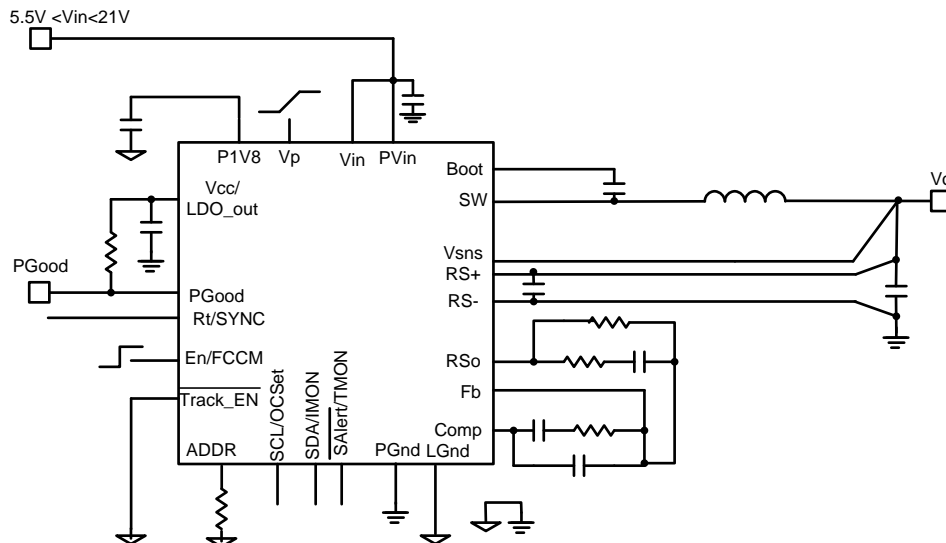 5.5V <Vin<21V
P1V8
Vp
Vin
PVin
Boot
Vcc/
LDO_out
SW
Vsns
PGood
RS+
PGood
RS-
Rt/SYNC
En/FCCM
RSo
Track_EN
Fb
SCL/OCSet
SDA/IMON
SAlert/TMON
Comp
ADDR
PGnd
LGnd